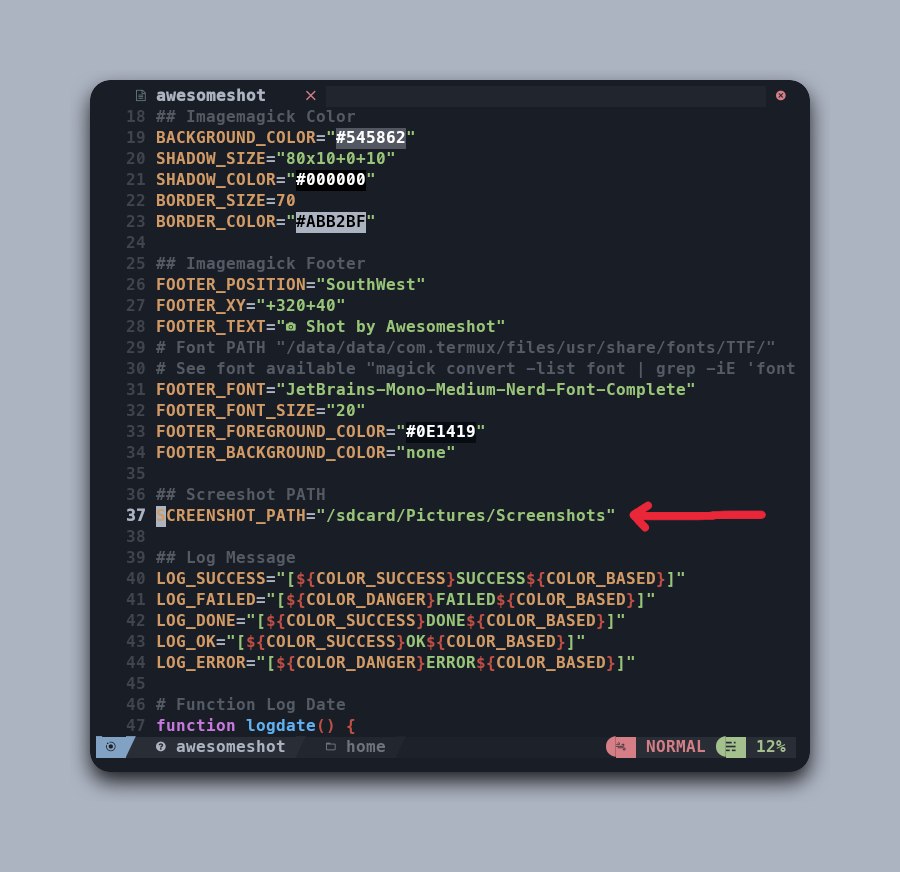 awesomeshot
18 ## Imagemagick Color
19 BACKGROUND_COLOR="#545862"
20 SHADOW_SIZE="80x10+0+10"
21 SHADOW_COLOR="#000000"
22 BORDER_SIZE=70
23 BORDER_COLOR="#ABB2BF"
24
25 ## Imagemagick Footer
26 FOOTER_POSITION="SouthWest"
27 FOOTER_XY="+320+40"
28 FOOTER_TEXT=" Shot by Awesomeshot"
29 # Font PATH "/data/data/com.termux/files/usr/share/fonts/TTF/"
30 # See font available "magick convert -list font | grep -iE 'font
31 FOOTER_FONT="JetBrains-Mono-Medium-Nerd-Font-Complete"
32 FOOTER_FONT_SIZE="20"
33 FOOTER_FOREGROUND_COLOR="#0E1419"
34 FOOTER_BACKGROUND_COLOR="none"
35
36 ## Screeshot PATH
37 SCREENSHOT_PATH="/sdcard/Pictures/Screenshots"
38
39 ## Log Message
40 LOG_SUCCESS="[${COLOR_SUCCESS}SUCCESS${COLOR_BASED}]"
41 LOG_FAILED="[${COLOR_DANGER}FAILED${COLOR_BASED}]"
42 LOG_DONE="[${COLOR_SUCCESS}DONE${COLOR_BASED}]"
43 LOG_OK="[${COLOR_SUCCESS}OK${COLOR_BASED}]"
44 LOG_ERROR="[${COLOR_DANGER}ERROR${COLOR_BASED}]"
45
46 # Function Log Date
47 function logdate() {
awesomeshot home NORMAL 12%